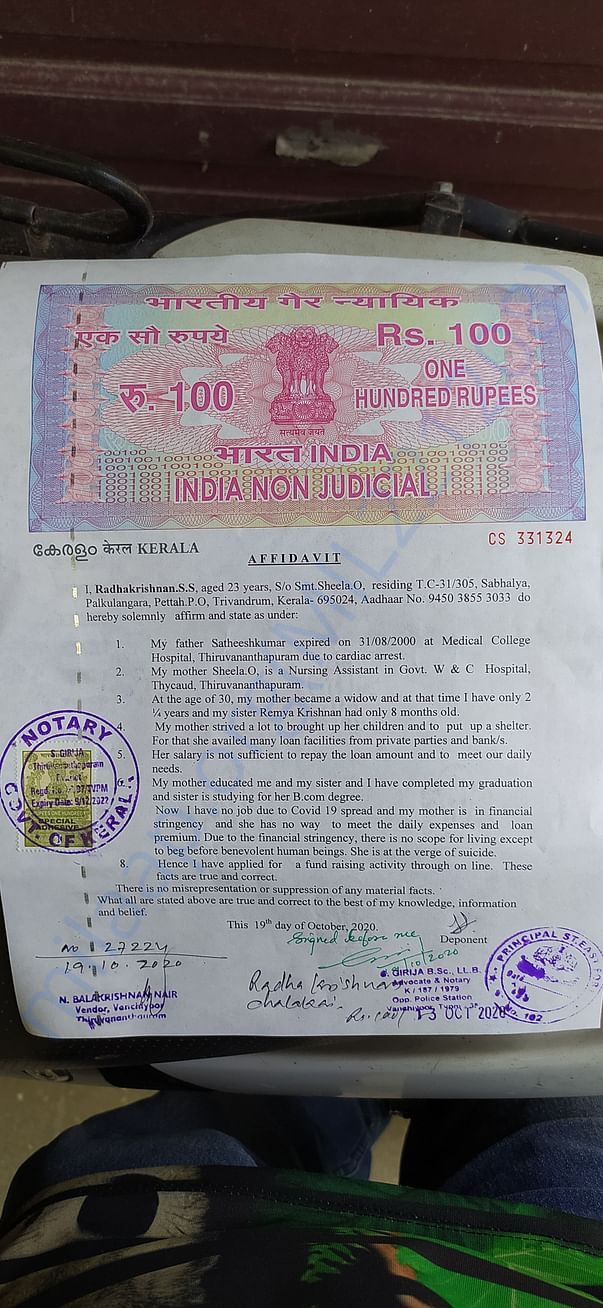 भारतीय गैर न्यायिक
एक सौ रुपये Rs. 100
रु. 100 ONE
HUNDRED RUPEES
सत्यमेव जयते
भारत INDIA
INDIA NON JUDICIAL
കേരളം केरल KERALA CS 331324
AFFIDAVIT
I, Radhakrishnan.S.S, aged 23 years, S/o Smt.Sheela.O, residing T.C-31/305, Sabhalya,
Palkulangara, Pettah.P.O, Trivandrum, Kerala- 695024, Aadhaar No. 9450 3855 3033 do
hereby solemnly affirm and state as under:
1. My father Satheeshkumar expired on 31/08/2000 at Medical College
Hospital, Thiruvananthapuram due to cardiac arrest.
2. My mother Sheela.O, is a Nursing Assistant in Govt. W & C Hospital,
Thycaud, Thiruvananthapuram.
3. At the age of 30, my mother became a widow and at that time I have only 2
¼ years and my sister Remya Krishnan had only 8 months old.
4. My mother strived a lot to brought up her children and to put up a shelter.
For that she availed many loan facilities from private parties and bank/s.
5. Her salary is not sufficient to repay the loan amount and to meet our daily
needs.
6. My mother educated me and my sister and I have completed my graduation
and sister is studying for her B.com degree.
Now I have no job due to Covid 19 spread and my mother is in financial
stringency and she has no way to meet the daily expenses and loan
premium. Due to the financial stringency, there is no scope for living except
to beg before benevolent human beings. She is at the verge of suicide.
8. Hence I have applied for a fund raising activity through on line. These
facts are true and correct.
There is no misrepresentation or suppression of any material facts.
What all are stated above are true and correct to the best of my knowledge, information
and belief.
This 19th day of October, 2020.
Signed before me
Deponent
NOTARY
S. GIRIJA
Thiruvananthapuram
District
Expiry Date: 9/12/2022
SPECIAL
ADHESIVE
GOVT. OF KERALA
No 27224
19.10.2020
N. BALAKRISHNAN NAIR
Vendor, Vanchiyoor
Thiruvananthapuram
Radhakrishnan
S. GIRIJA B.Sc., LL.B.
Advocate & Notary
K / 187 / 1979
Opp. Police Station
OCT 2020
PRINCIPAL